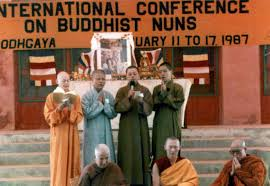 INTERNATIONAL CONFERENCE
ON BUDDHIST NUNS
ODHGAYA UARY 11 TO 17, 1987